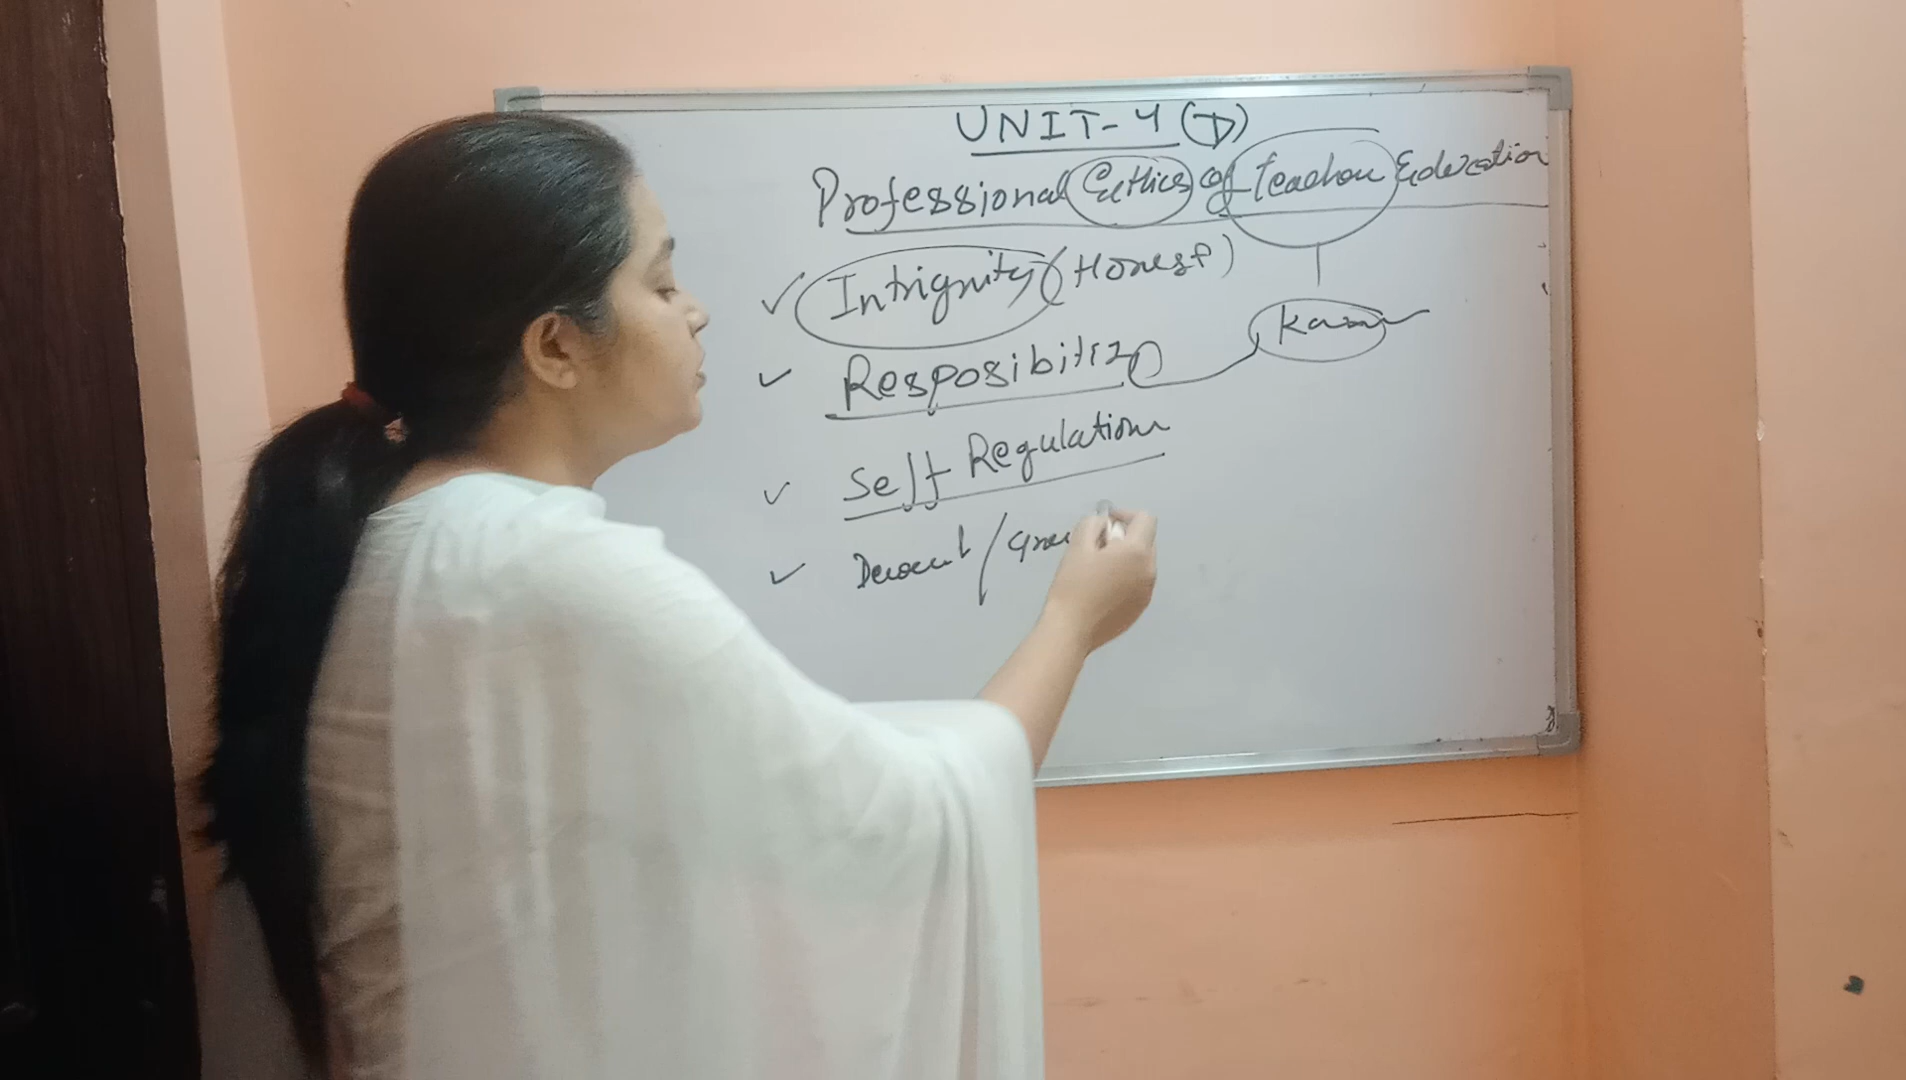 UNIT-4 (D)
Professional Ethics of Teacher Education
Intrignity (Honest)
Resposibility
Self Regulation